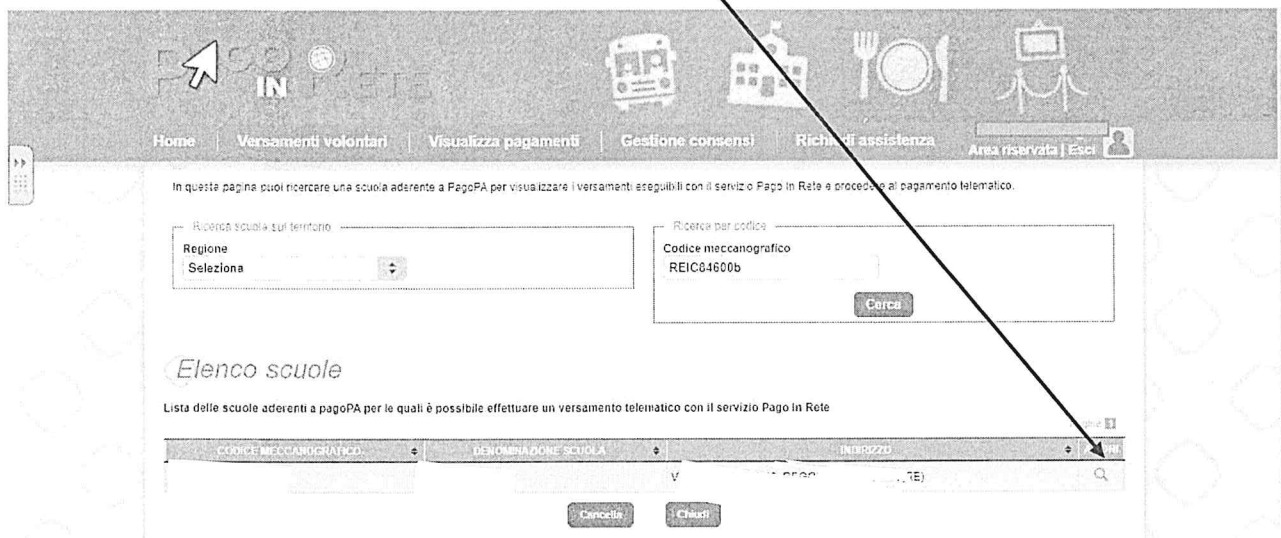 PAGO
IN RETE
Home | Versamenti volontari | Visualizza pagamenti | Gestione consensi | Richiedi assistenza
Area riservata | Esci
In questa pagina puoi ricercare una scuola aderente a PagoPA per visualizzare i versamenti eseguibili con il servizio Pago In Rete e procedere al pagamento telematico.
Ricerca scuola sul territorio
Regione
Seleziona
Ricerca per codice
Codice meccanografico
REIC84600b
Cerca
Elenco scuole
Lista delle scuole aderenti a pagoPA per le quali è possibile effettuare un versamento telematico con il servizio Pago In Rete
1
CODICE MECCANOGRAFICO DENOMINAZIONE SCUOLA INDIRIZZO
V
Cancella Chiudi